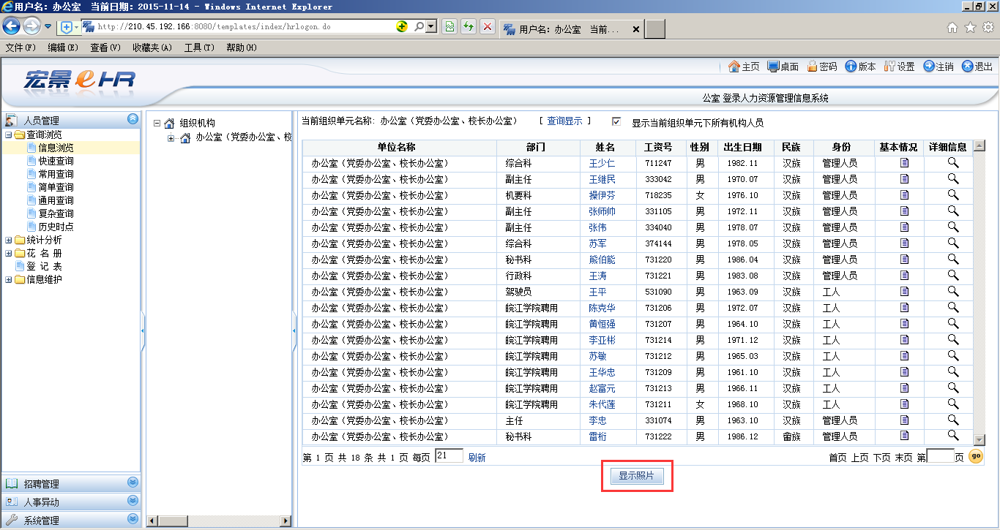 用户名: 办公室 当前日期: 2015-11-14 - Windows Internet Explorer
http://210.45.192.166:8080/templates/index/hrlogon.do
用户名: 办公室 当前...
文件(F) 编辑(E) 查看(V) 收藏夹(A) 工具(T) 帮助(H)
宏景eHR
主页 桌面 密码 版本 设置 注销 退出
公室 登录人力资源管理信息系统
人员管理
查询浏览
信息浏览
快速查询
常用查询
简单查询
通用查询
复杂查询
历史时点
统计分析
花 名 册
登 记 表
信息维护
招聘管理
人事异动
系统管理
组织机构
办公室（党委办公室、校
当前组织单元名称: 办公室（党委办公室、校长办公室） [ 查询显示 ] 显示当前组织单元下所有机构人员
单位名称 部门 姓名 工资号 性别 出生日期 民族 身份 基本情况 详细信息
办公室（党委办公室、校长办公室） 综合科 王少仁 711247 男 1982.11 汉族 管理人员
办公室（党委办公室、校长办公室） 副主任 王维民 333042 男 1970.07 汉族 管理人员
办公室（党委办公室、校长办公室） 机要科 操伊芬 718235 女 1976.10 汉族 管理人员
办公室（党委办公室、校长办公室） 副主任 张师帅 331105 男 1972.11 汉族 管理人员
办公室（党委办公室、校长办公室） 副主任 张伟 334040 男 1978.07 汉族 管理人员
办公室（党委办公室、校长办公室） 综合科 苏军 374144 男 1978.05 汉族 管理人员
办公室（党委办公室、校长办公室） 秘书科 熊伯能 731220 男 1986.04 汉族 管理人员
办公室（党委办公室、校长办公室） 行政科 王涛 731221 男 1983.08 汉族 管理人员
办公室（党委办公室、校长办公室） 驾驶员 王平 531090 男 1963.09 汉族 工人
办公室（党委办公室、校长办公室） 皖江学院聘用 陈克华 731206 男 1972.07 汉族 工人
办公室（党委办公室、校长办公室） 皖江学院聘用 黄恒强 731207 男 1964.10 汉族 工人
办公室（党委办公室、校长办公室） 皖江学院聘用 李亚彬 731214 男 1971.12 汉族 工人
办公室（党委办公室、校长办公室） 皖江学院聘用 苏敏 731212 男 1965.03 汉族 工人
办公室（党委办公室、校长办公室） 皖江学院聘用 王华忠 731209 男 1961.10 汉族 工人
办公室（党委办公室、校长办公室） 皖江学院聘用 赵富元 731213 男 1966.11 汉族 工人
办公室（党委办公室、校长办公室） 皖江学院聘用 朱代莲 731211 女 1968.10 汉族 工人
办公室（党委办公室、校长办公室） 主任 李忠 331074 男 1963.10 汉族 管理人员
办公室（党委办公室、校长办公室） 秘书科 雷桁 731222 男 1986.12 畲族 管理人员
第 1 页 共 18 条 共 1 页 每页 21 刷新 首页 上页 下页 末页 第 页 go
显示照片